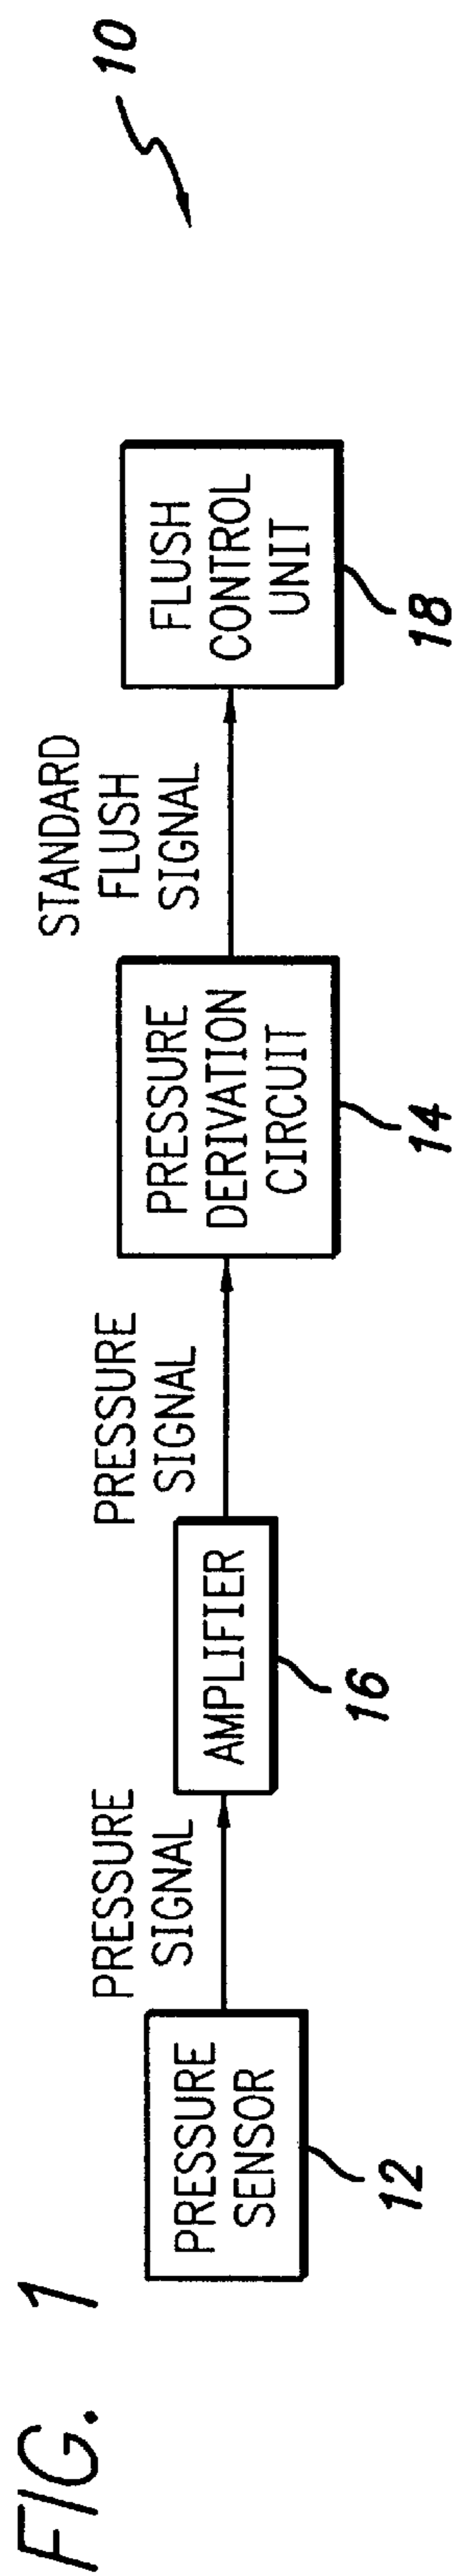 FIG. 1
10
PRESSURE
SENSOR
12
PRESSURE
SIGNAL
AMPLIFIER
16
PRESSURE
SIGNAL
PRESSURE
DERIVATION
CIRCUIT
14
STANDARD
FLUSH
SIGNAL
FLUSH
CONTROL
UNIT
18